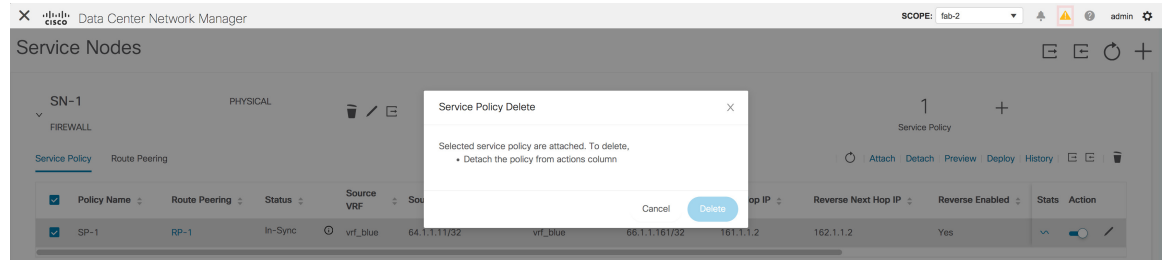 cisco Data Center Network Manager SCOPE: fab-2 admin
Service Nodes
SN-1 PHYSICAL 1
FIREWALL Service Policy
Service Policy Delete
Selected service policy are attached. To delete,
• Detach the policy from actions column
Cancel Delete
Service Policy Route Peering Attach Detach Preview Deploy History
Policy Name Route Peering Status Source VRF Sou op IP Reverse Next Hop IP Reverse Enabled Stats Action
SP-1 RP-1 In-Sync vrf_blue 64.1.1.11/32 vrf_blue 66.1.1.161/32 161.1.1.2 162.1.1.2 Yes